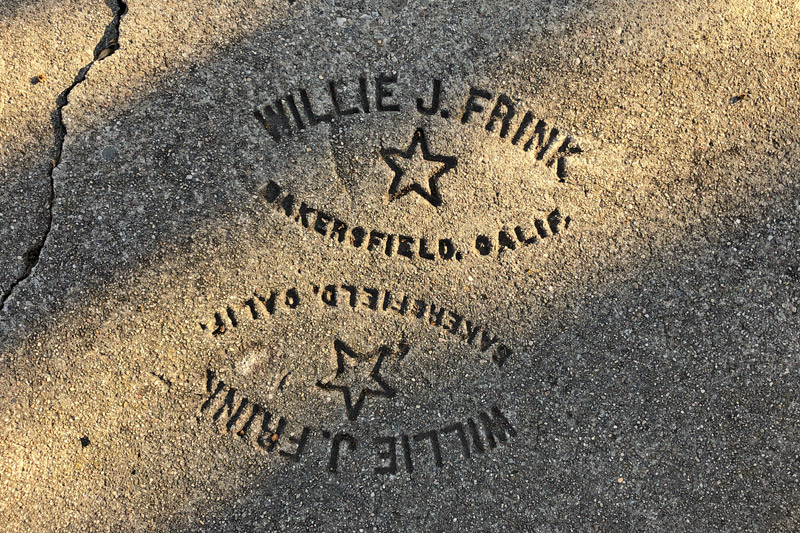 WILLIE J. FRINK
BAKERSFIELD, CALIF.
BAKERSFIELD, CALIF.
WILLIE J. FRINK